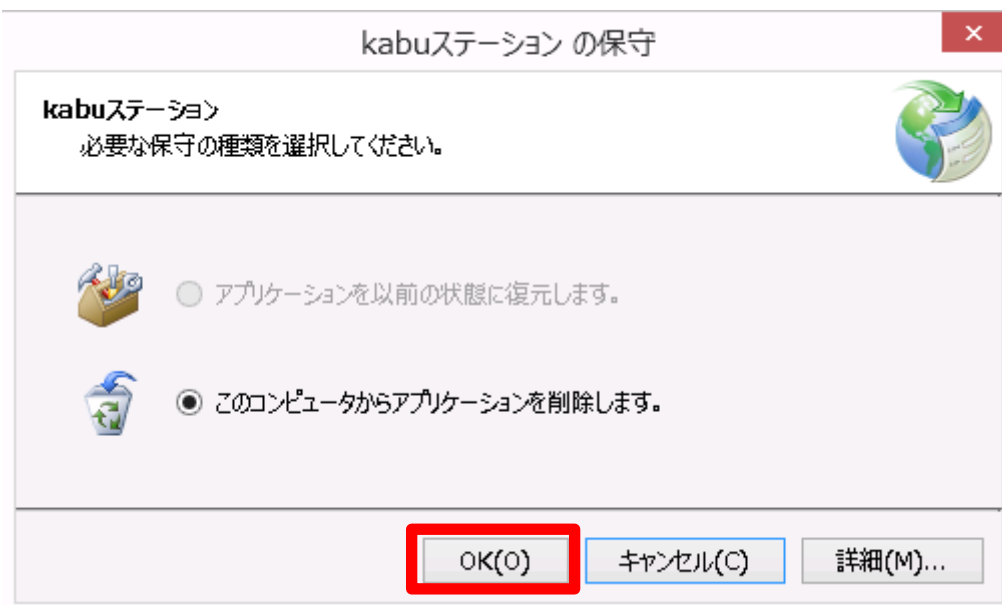 kabuステーション の保守
kabuステーション
必要な保守の種類を選択してください。
アプリケーションを以前の状態に復元します。
このコンピュータからアプリケーションを削除します。
OK(O)
キャンセル(C)
詳細(M)...